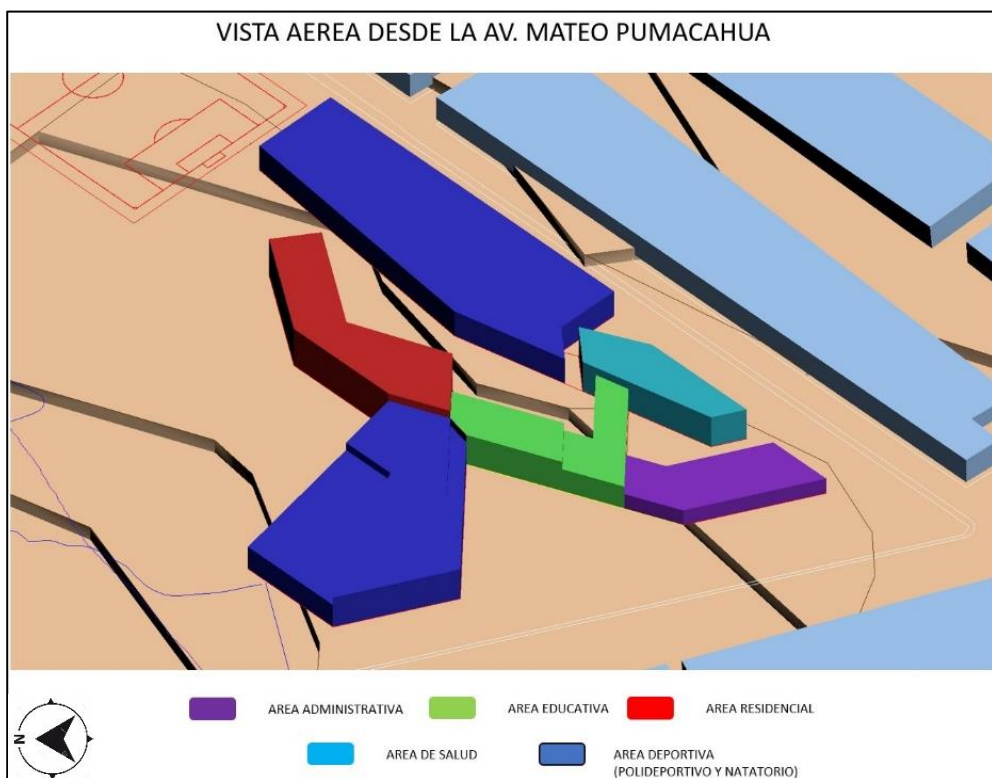 VISTA AEREA DESDE LA AV. MATEO PUMACAHUA
AREA ADMINISTRATIVA
AREA EDUCATIVA
AREA RESIDENCIAL
AREA DE SALUD
AREA DEPORTIVA
(POLIDEPORTIVO Y NATATORIO)
N